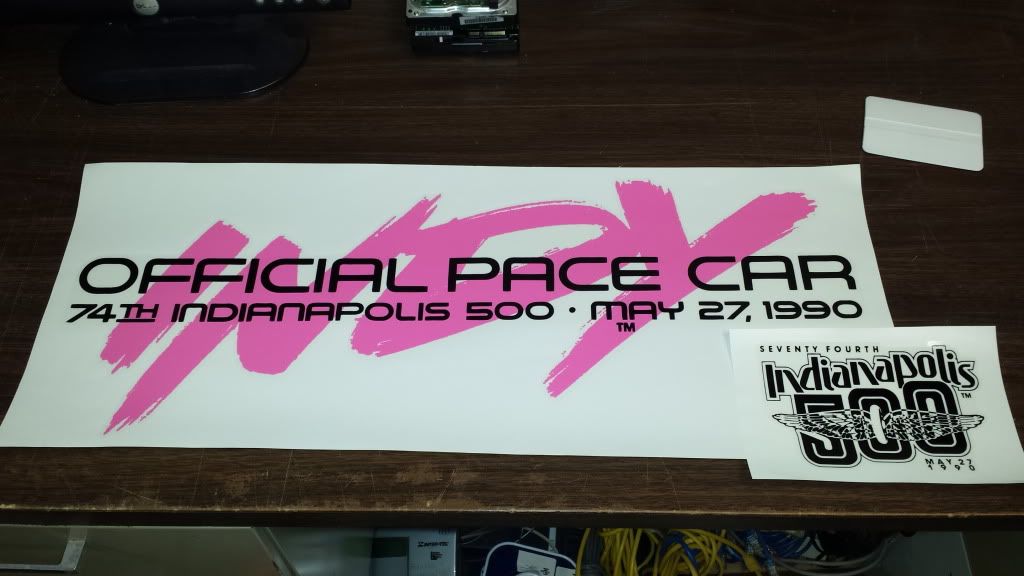 INDY
OFFICIAL PACE CAR
74TH INDIANAPOLIS 500 · MAY 27, 1990
TM
SEVENTY FOURTH
Indianapolis
TM
500
MAY 27
1990
DELL